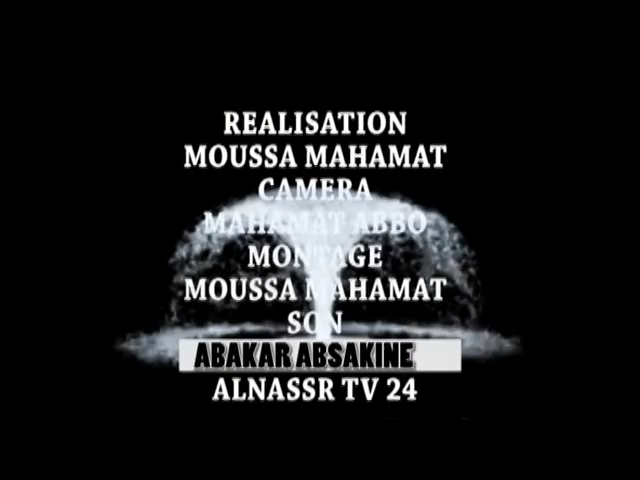 REALISATION
MOUSSA MAHAMAT
CAMERA
MAHAMAT ABBO
MONTAGE
MOUSSA MAHAMAT
SON
ABAKAR ABSAKINE
ALNASSR TV 24